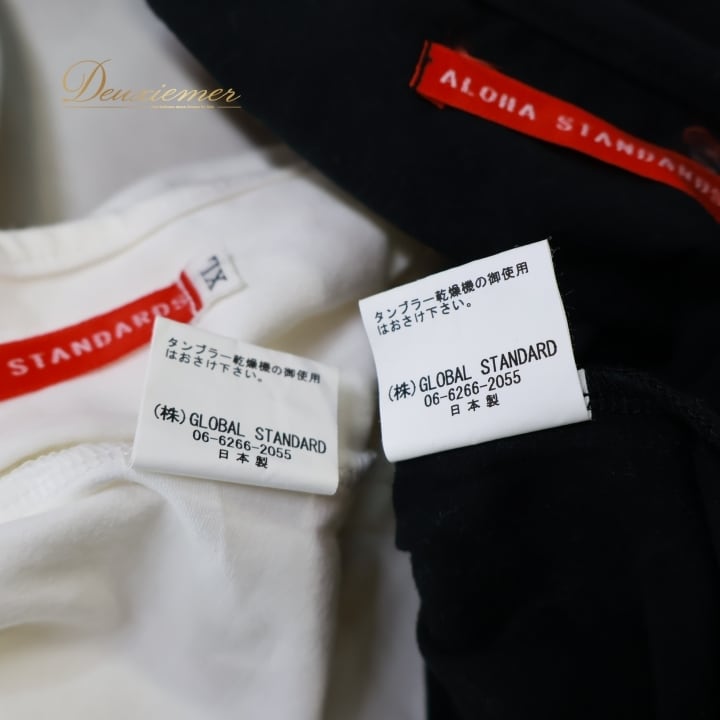 Deuxiemer
ALOHA STANDARDS
XL
STANDARDS
タンブラー乾燥機の御使用
はおさけ下さい。
(株)GLOBAL STANDARD
06-6266-2055
日本製
タンブラー乾燥機の御使用
はおさけ下さい。
(株)GLOBAL STANDARD
06-6266-2055
日本製